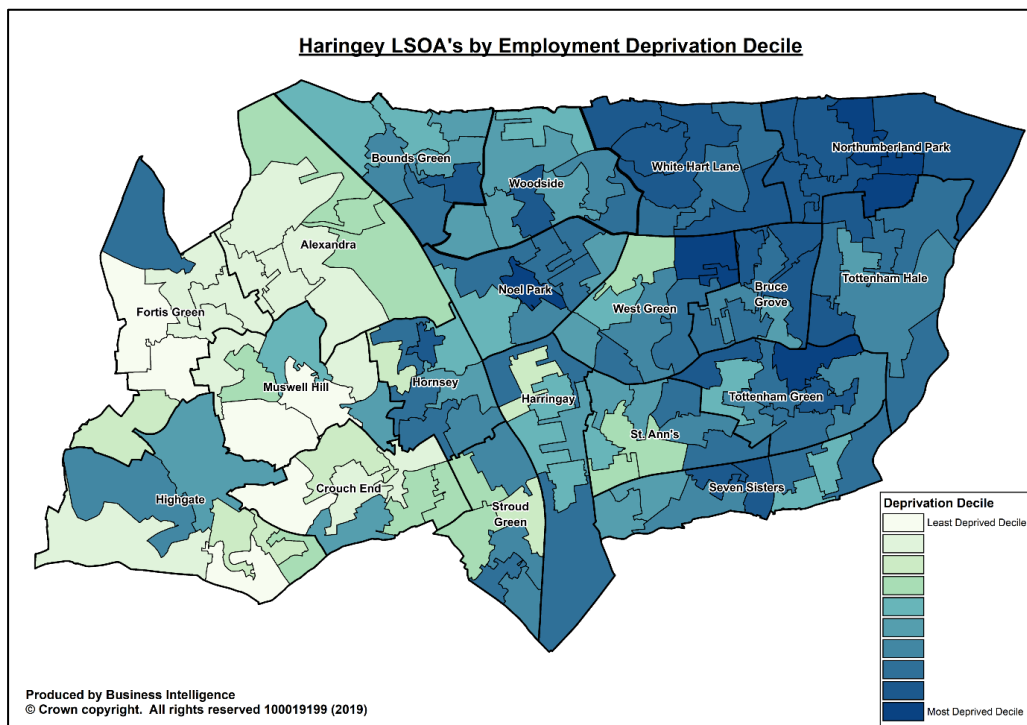 Haringey LSOA's by Employment Deprivation Decile
Northumberland Park
Bounds Green
White Hart Lane
Woodside
Alexandra
Tottenham Hale
Noel Park
Bruce
Grove
Fortis Green
West Green
Muswell Hill
Hornsey
Harringay
Tottenham Green
St. Ann's
Highgate
Crouch End
Seven Sisters
Stroud
Green
Deprivation Decile
Least Deprived Decile
Most Deprived Decile
Produced by Business Intelligence
© Crown copyright. All rights reserved 100019199 (2019)